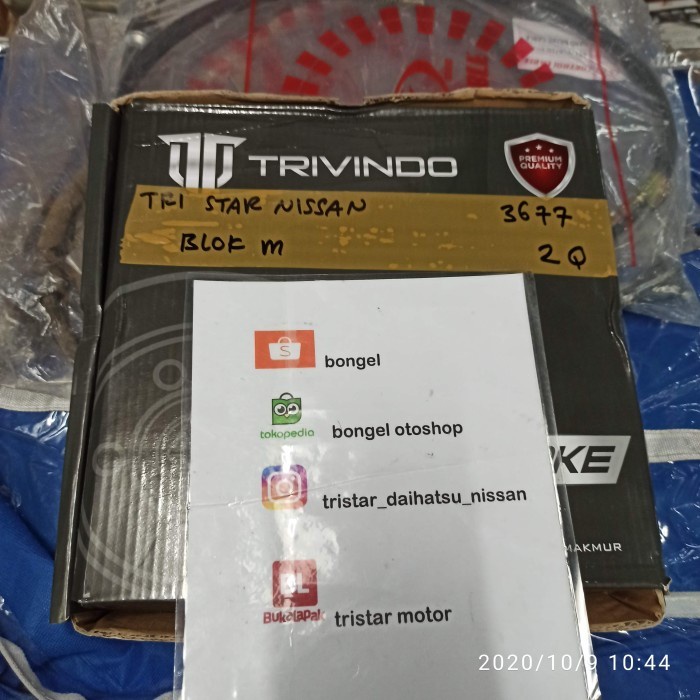 TRIVINDO
PREMIUM
QUALITY
TRI STAR NISSAN 3677
BLOK M 2Q
bongel
tokopedia
bongel otoshop
tristar_daihatsu_nissan
BL
BukaLapak
tristar motor
KE
MAKMUR
2020/10/9 10:44